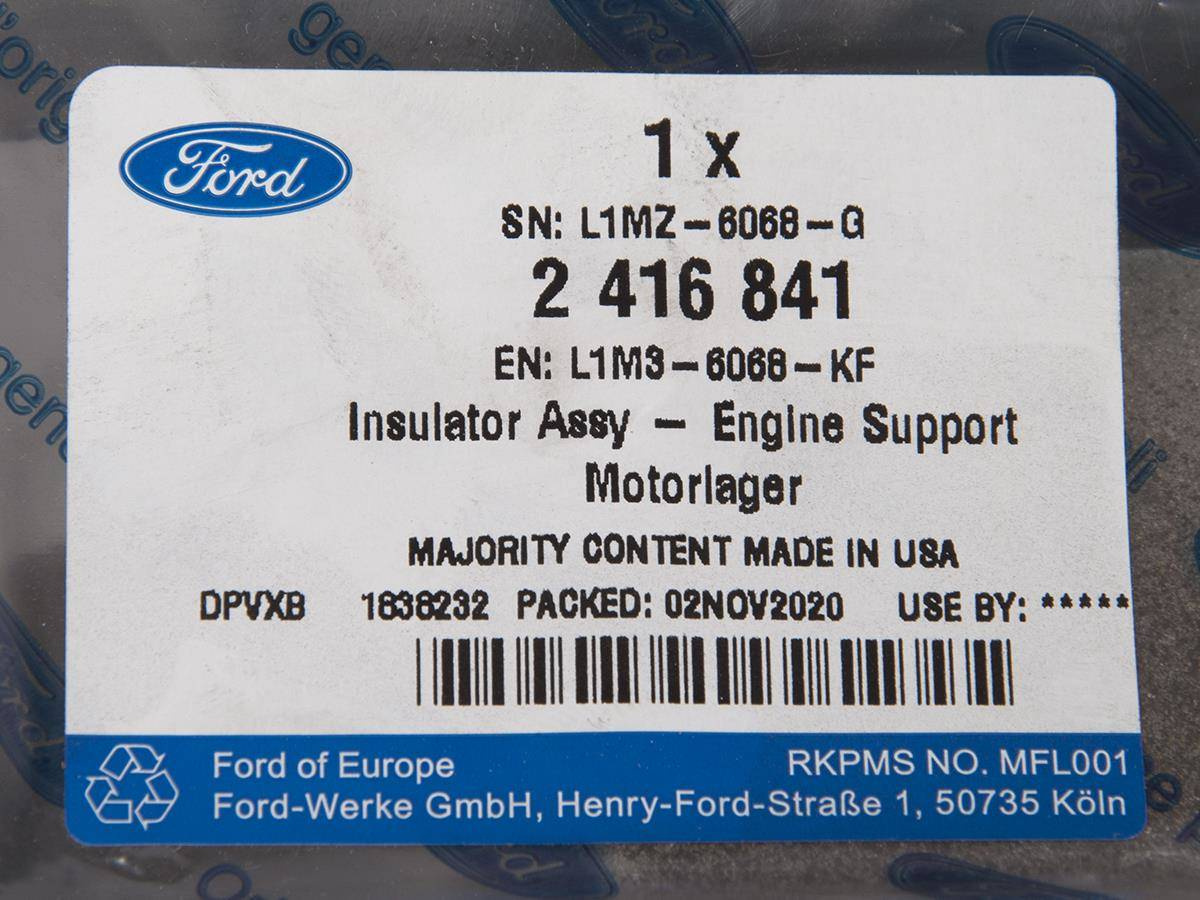 Ford
1 x
SN: L1MZ-6068-G
2 416 841
EN: L1M3-6068-KF
Insulator Assy - Engine Support
Motorlager
MAJORITY CONTENT MADE IN USA
DPVXB 1636232 PACKED: 02NOV2020 USE BY: *****
Ford of Europe RKPMS NO. MFL001
Ford-Werke GmbH, Henry-Ford-Straße 1, 50735 Köln